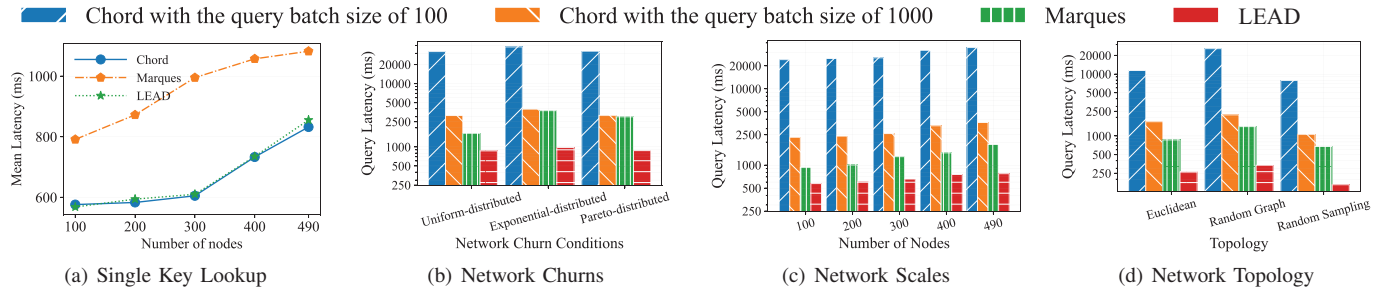 Chord with the query batch size of 100 Chord with the query batch size of 1000 Marques LEAD
Mean Latency (ms)
1000
800
600
Chord
Marques
LEAD
100 200 300 400 490
Number of nodes
(a) Single Key Lookup
Query Latency (ms)
20000
10000
5000
2500
1000
500
250
Uniform-distributed Exponential-distributed Pareto-distributed
Network Churn Conditions
(b) Network Churns
Query Latency (ms)
20000
10000
5000
2500
1000
500
250
100 200 300 400 490
Number of Nodes
(c) Network Scales
Query Latency (ms)
20000
10000
5000
2500
1000
500
250
Euclidean Random Graph Random Sampling
Topology
(d) Network Topology